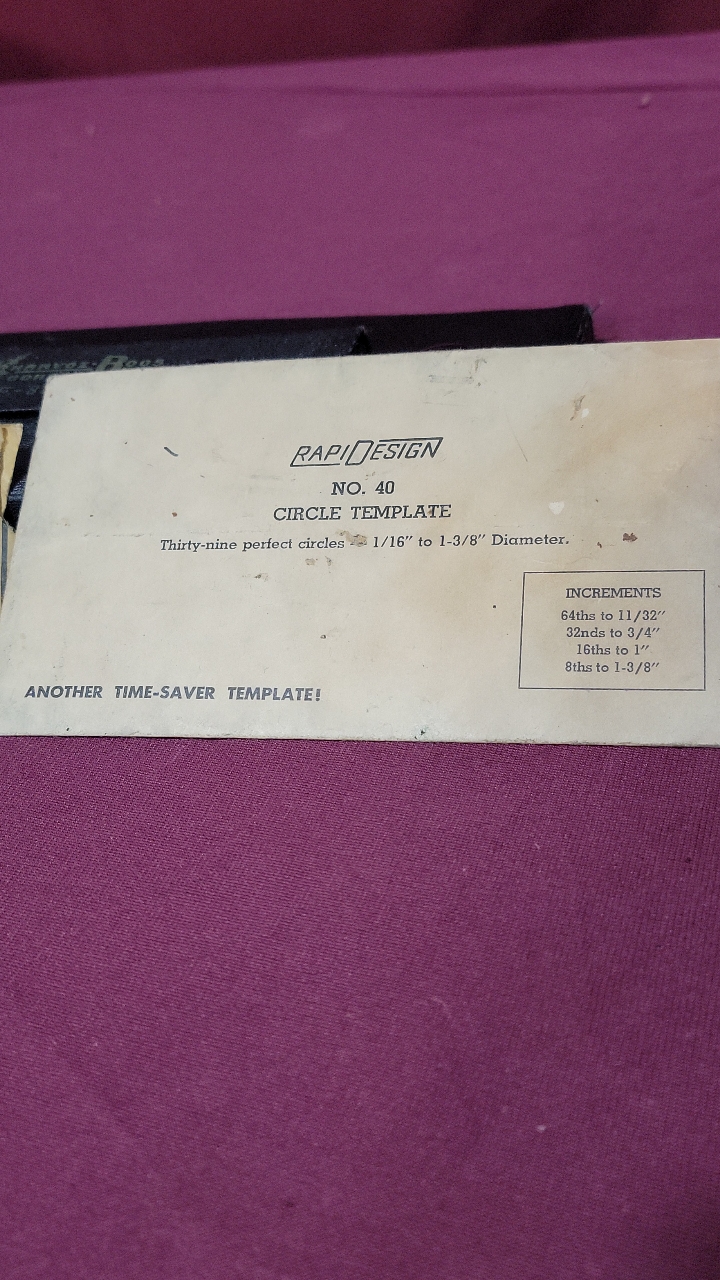 RAPIDESIGN
NO. 40
CIRCLE TEMPLATE
Thirty-nine perfect circles — 1/16" to 1-3/8" Diameter.
INCREMENTS
64ths to 11/32"
32nds to 3/4"
16ths to 1"
8ths to 1-3/8"
ANOTHER TIME-SAVER TEMPLATE!